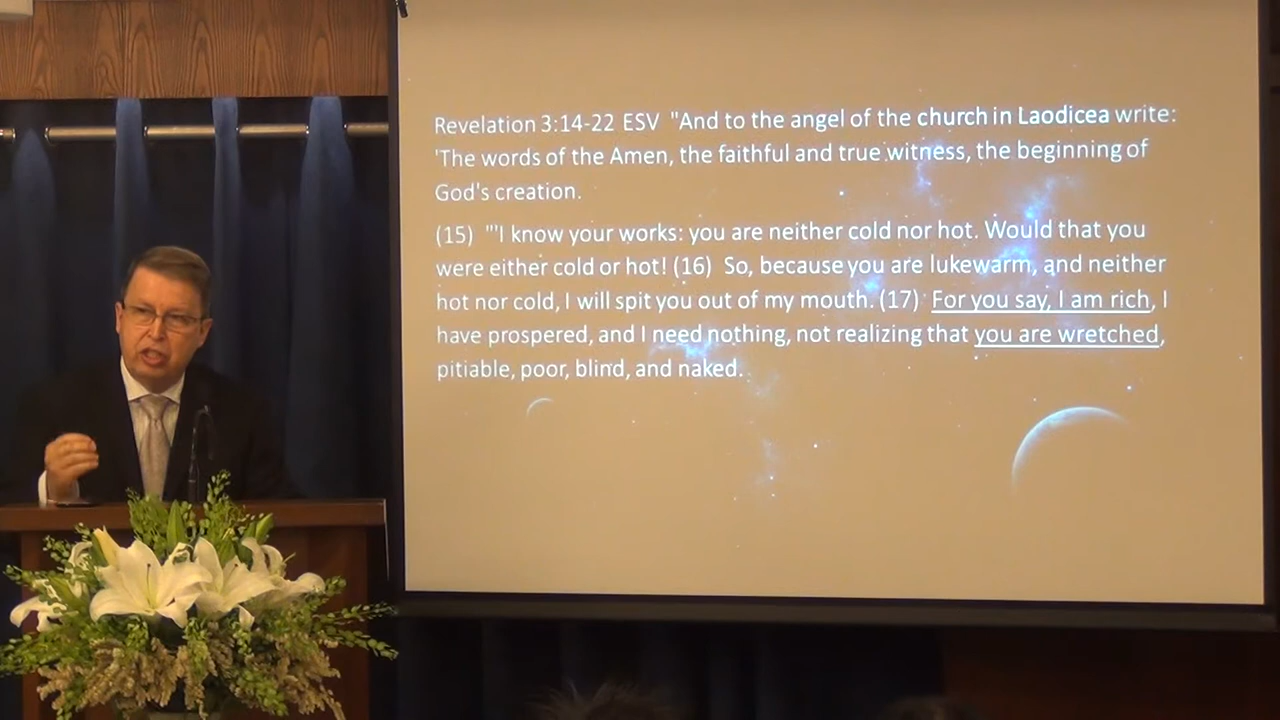 Revelation 3:14-22 ESV "And to the angel of the church in Laodicea write:
'The words of the Amen, the faithful and true witness, the beginning of
God's creation.
(15) "'I know your works: you are neither cold nor hot. Would that you
were either cold or hot! (16) So, because you are lukewarm, and neither
hot nor cold, I will spit you out of my mouth. (17) For you say, I am rich, I
have prospered, and I need nothing, not realizing that you are wretched,
pitiable, poor, blind, and naked.